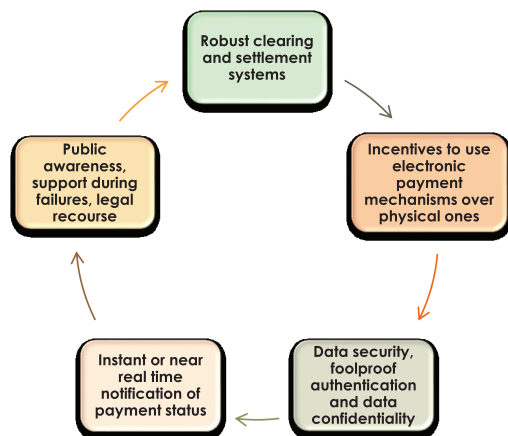 Robust clearing
and settlement
systems
Incentives to use
electronic
payment
mechanisms over
physical ones
Data security,
foolproof
authentication
and data
confidentiality
Instant or near
real time
notification of
payment status
Public
awareness,
support during
failures, legal
recourse